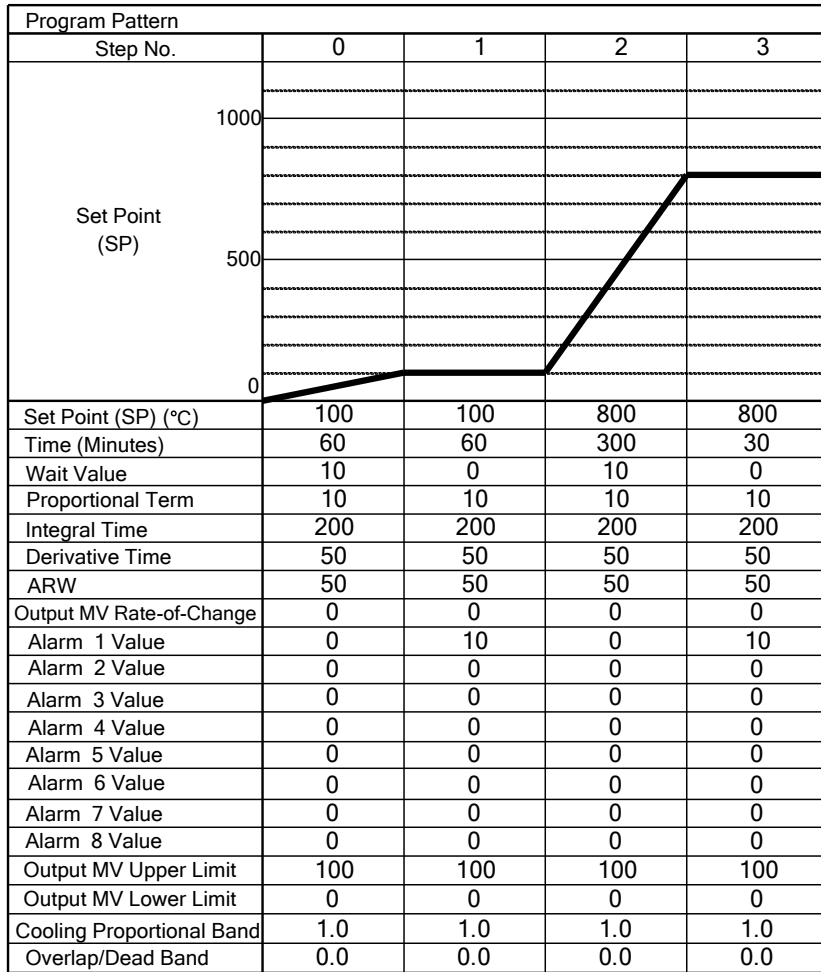 Program Pattern
Step No. 0 1 2 3
1000
Set Point
(SP)
500
0
Set Point (SP) (°C) 100 100 800 800
Time (Minutes) 60 60 300 30
Wait Value 10 0 10 0
Proportional Term 10 10 10 10
Integral Time 200 200 200 200
Derivative Time 50 50 50 50
ARW 50 50 50 50
Output MV Rate-of-Change 0 0 0 0
Alarm 1 Value 0 10 0 10
Alarm 2 Value 0 0 0 0
Alarm 3 Value 0 0 0 0
Alarm 4 Value 0 0 0 0
Alarm 5 Value 0 0 0 0
Alarm 6 Value 0 0 0 0
Alarm 7 Value 0 0 0 0
Alarm 8 Value 0 0 0 0
Output MV Upper Limit 100 100 100 100
Output MV Lower Limit 0 0 0 0
Cooling Proportional Band 1.0 1.0 1.0 1.0
Overlap/Dead Band 0.0 0.0 0.0 0.0